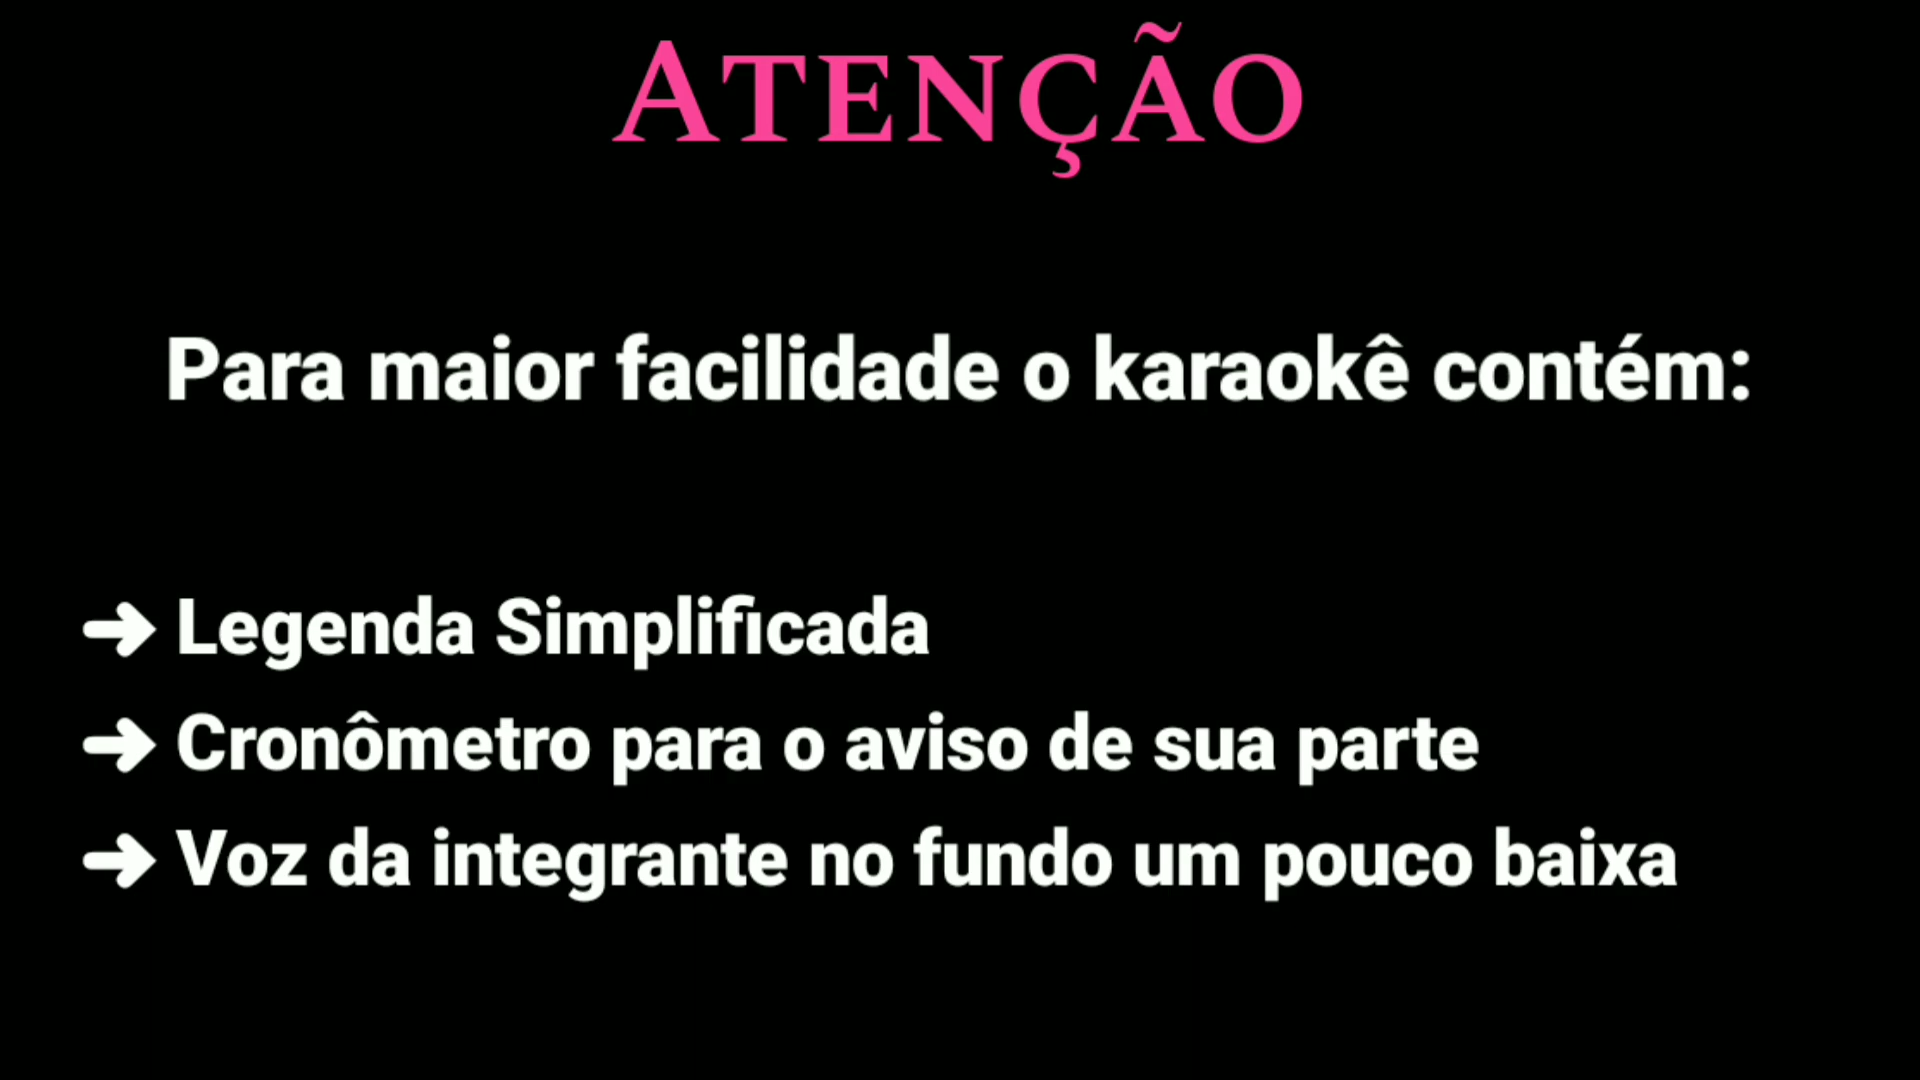 ATENÇÃO
Para maior facilidade o karaokê contém:
➜ Legenda Simplificada
➜ Cronômetro para o aviso de sua parte
➜ Voz da integrante no fundo um pouco baixa